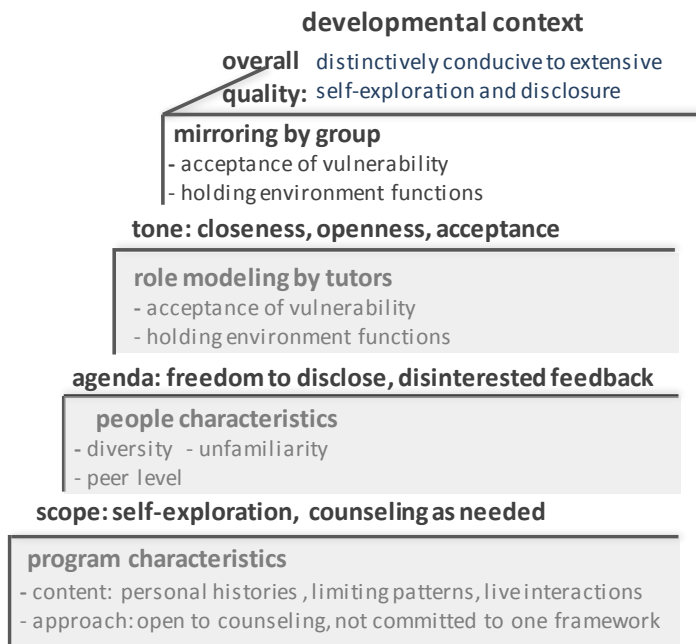 developmental context
overall distinctively conducive to extensive
quality: self-exploration and disclosure
mirroring by group
- acceptance of vulnerability
- holding environment functions
tone: closeness, openness, acceptance
role modeling by tutors
- acceptance of vulnerability
- holding environment functions
agenda: freedom to disclose, disinterested feedback
people characteristics
- diversity - unfamiliarity
- peer level
scope: self-exploration, counseling as needed
program characteristics
- content: personal histories , limiting patterns, live interactions
- approach: open to counseling, not committed to one framework